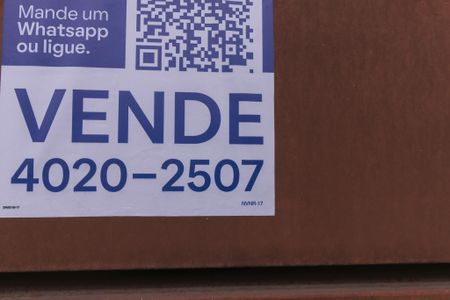 Mande um
Whatsapp
ou ligue.
VENDE
4020-2507